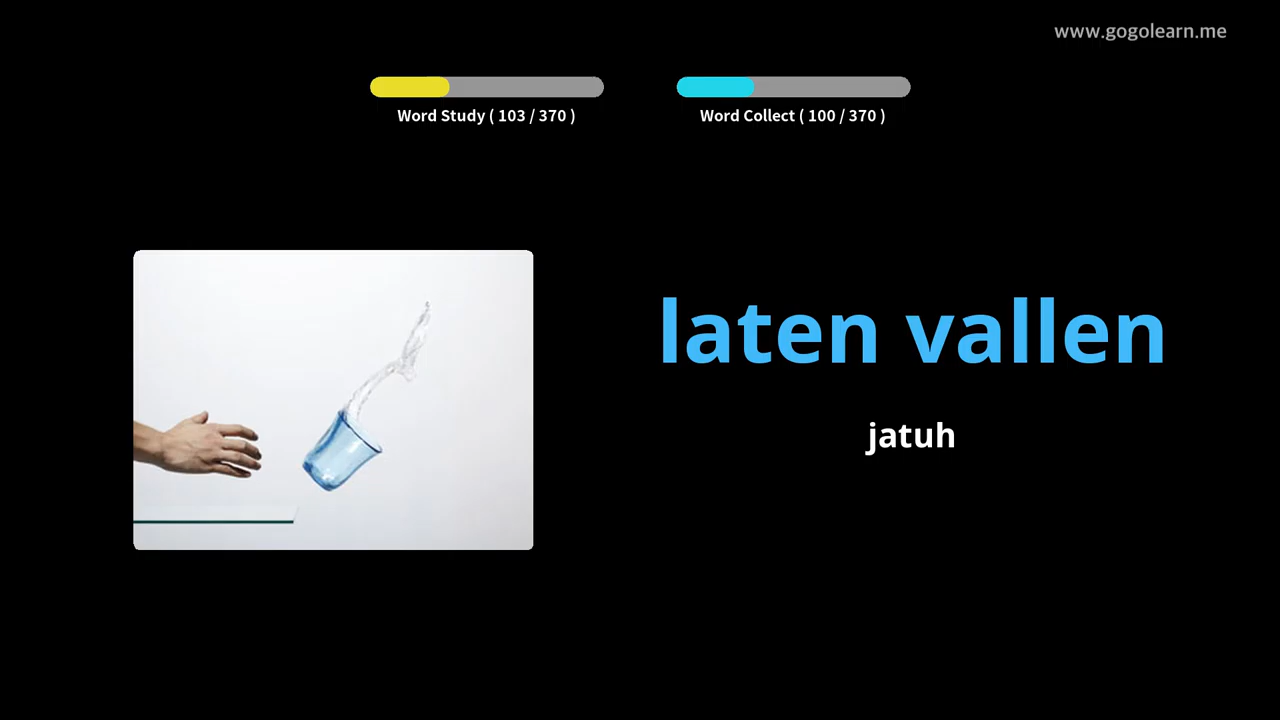 www.gogolearn.me
Word Study ( 103 / 370 )
Word Collect ( 100 / 370 )
laten vallen
jatuh